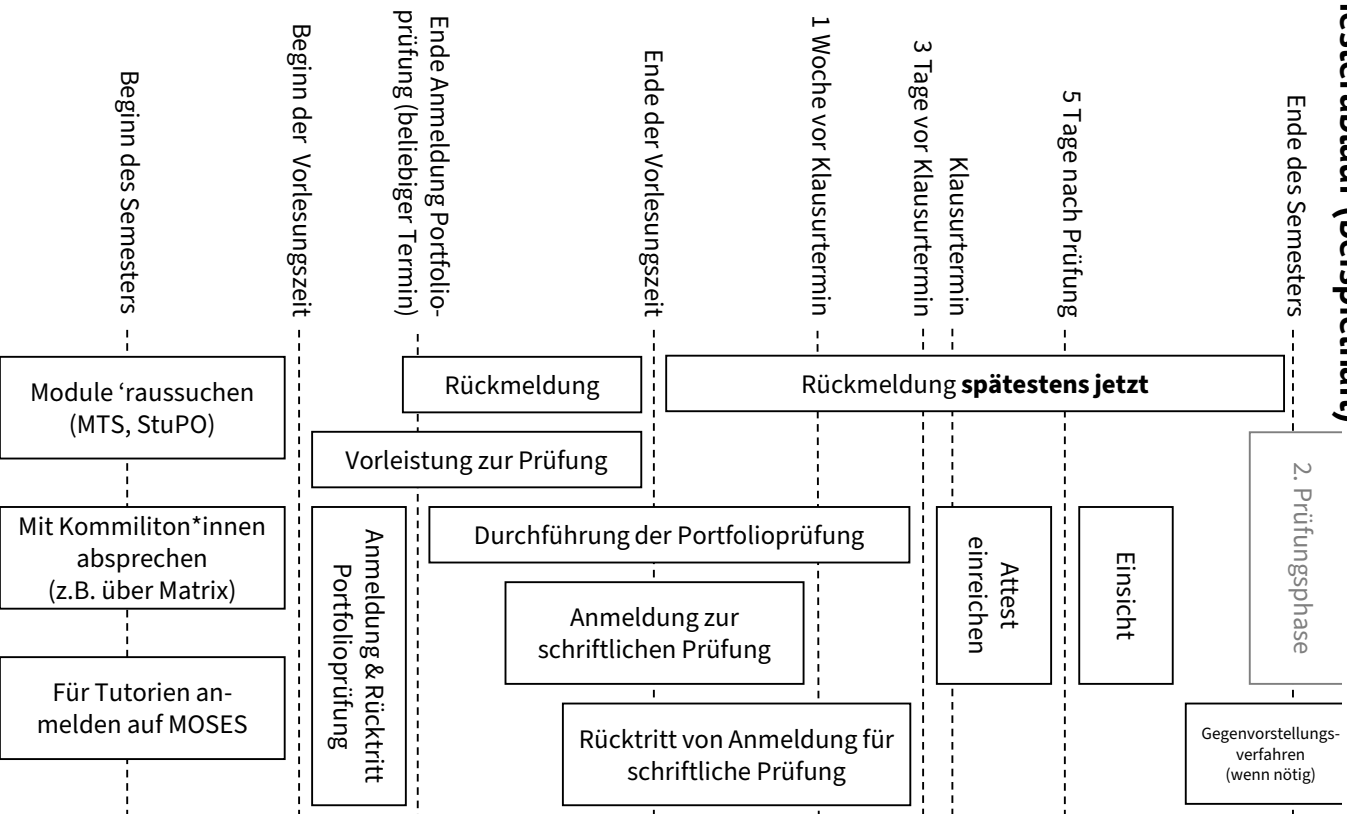 Beginn des Semesters
Beginn der Vorlesungszeit
Ende Anmeldung Portfolio-
prüfung (beliebiger Termin)
Ende der Vorlesungszeit
1 Woche vor Klausurtermin
3 Tage vor Klausurtermin
Klausurtermin
5 Tage nach Prüfung
Ende des Semesters
(beispielhaft)
Module ‘raussuchen
(MTS, StuPO)
Rückmeldung
Rückmeldung spätestens jetzt
Vorleistung zur Prüfung
2. Prüfungsphase
Mit Kommiliton*innen
absprechen
(z.B. über Matrix)
Anmeldung & Rücktritt
Portfolioprüfung
Durchführung der Portfolioprüfung
Attest
einreichen
Einsicht
Anmeldung zur
schriftlichen Prüfung
Für Tutorien an-
melden auf MOSES
Rücktritt von Anmeldung für
schriftliche Prüfung
Gegenvorstellungs-
verfahren
(wenn nötig)